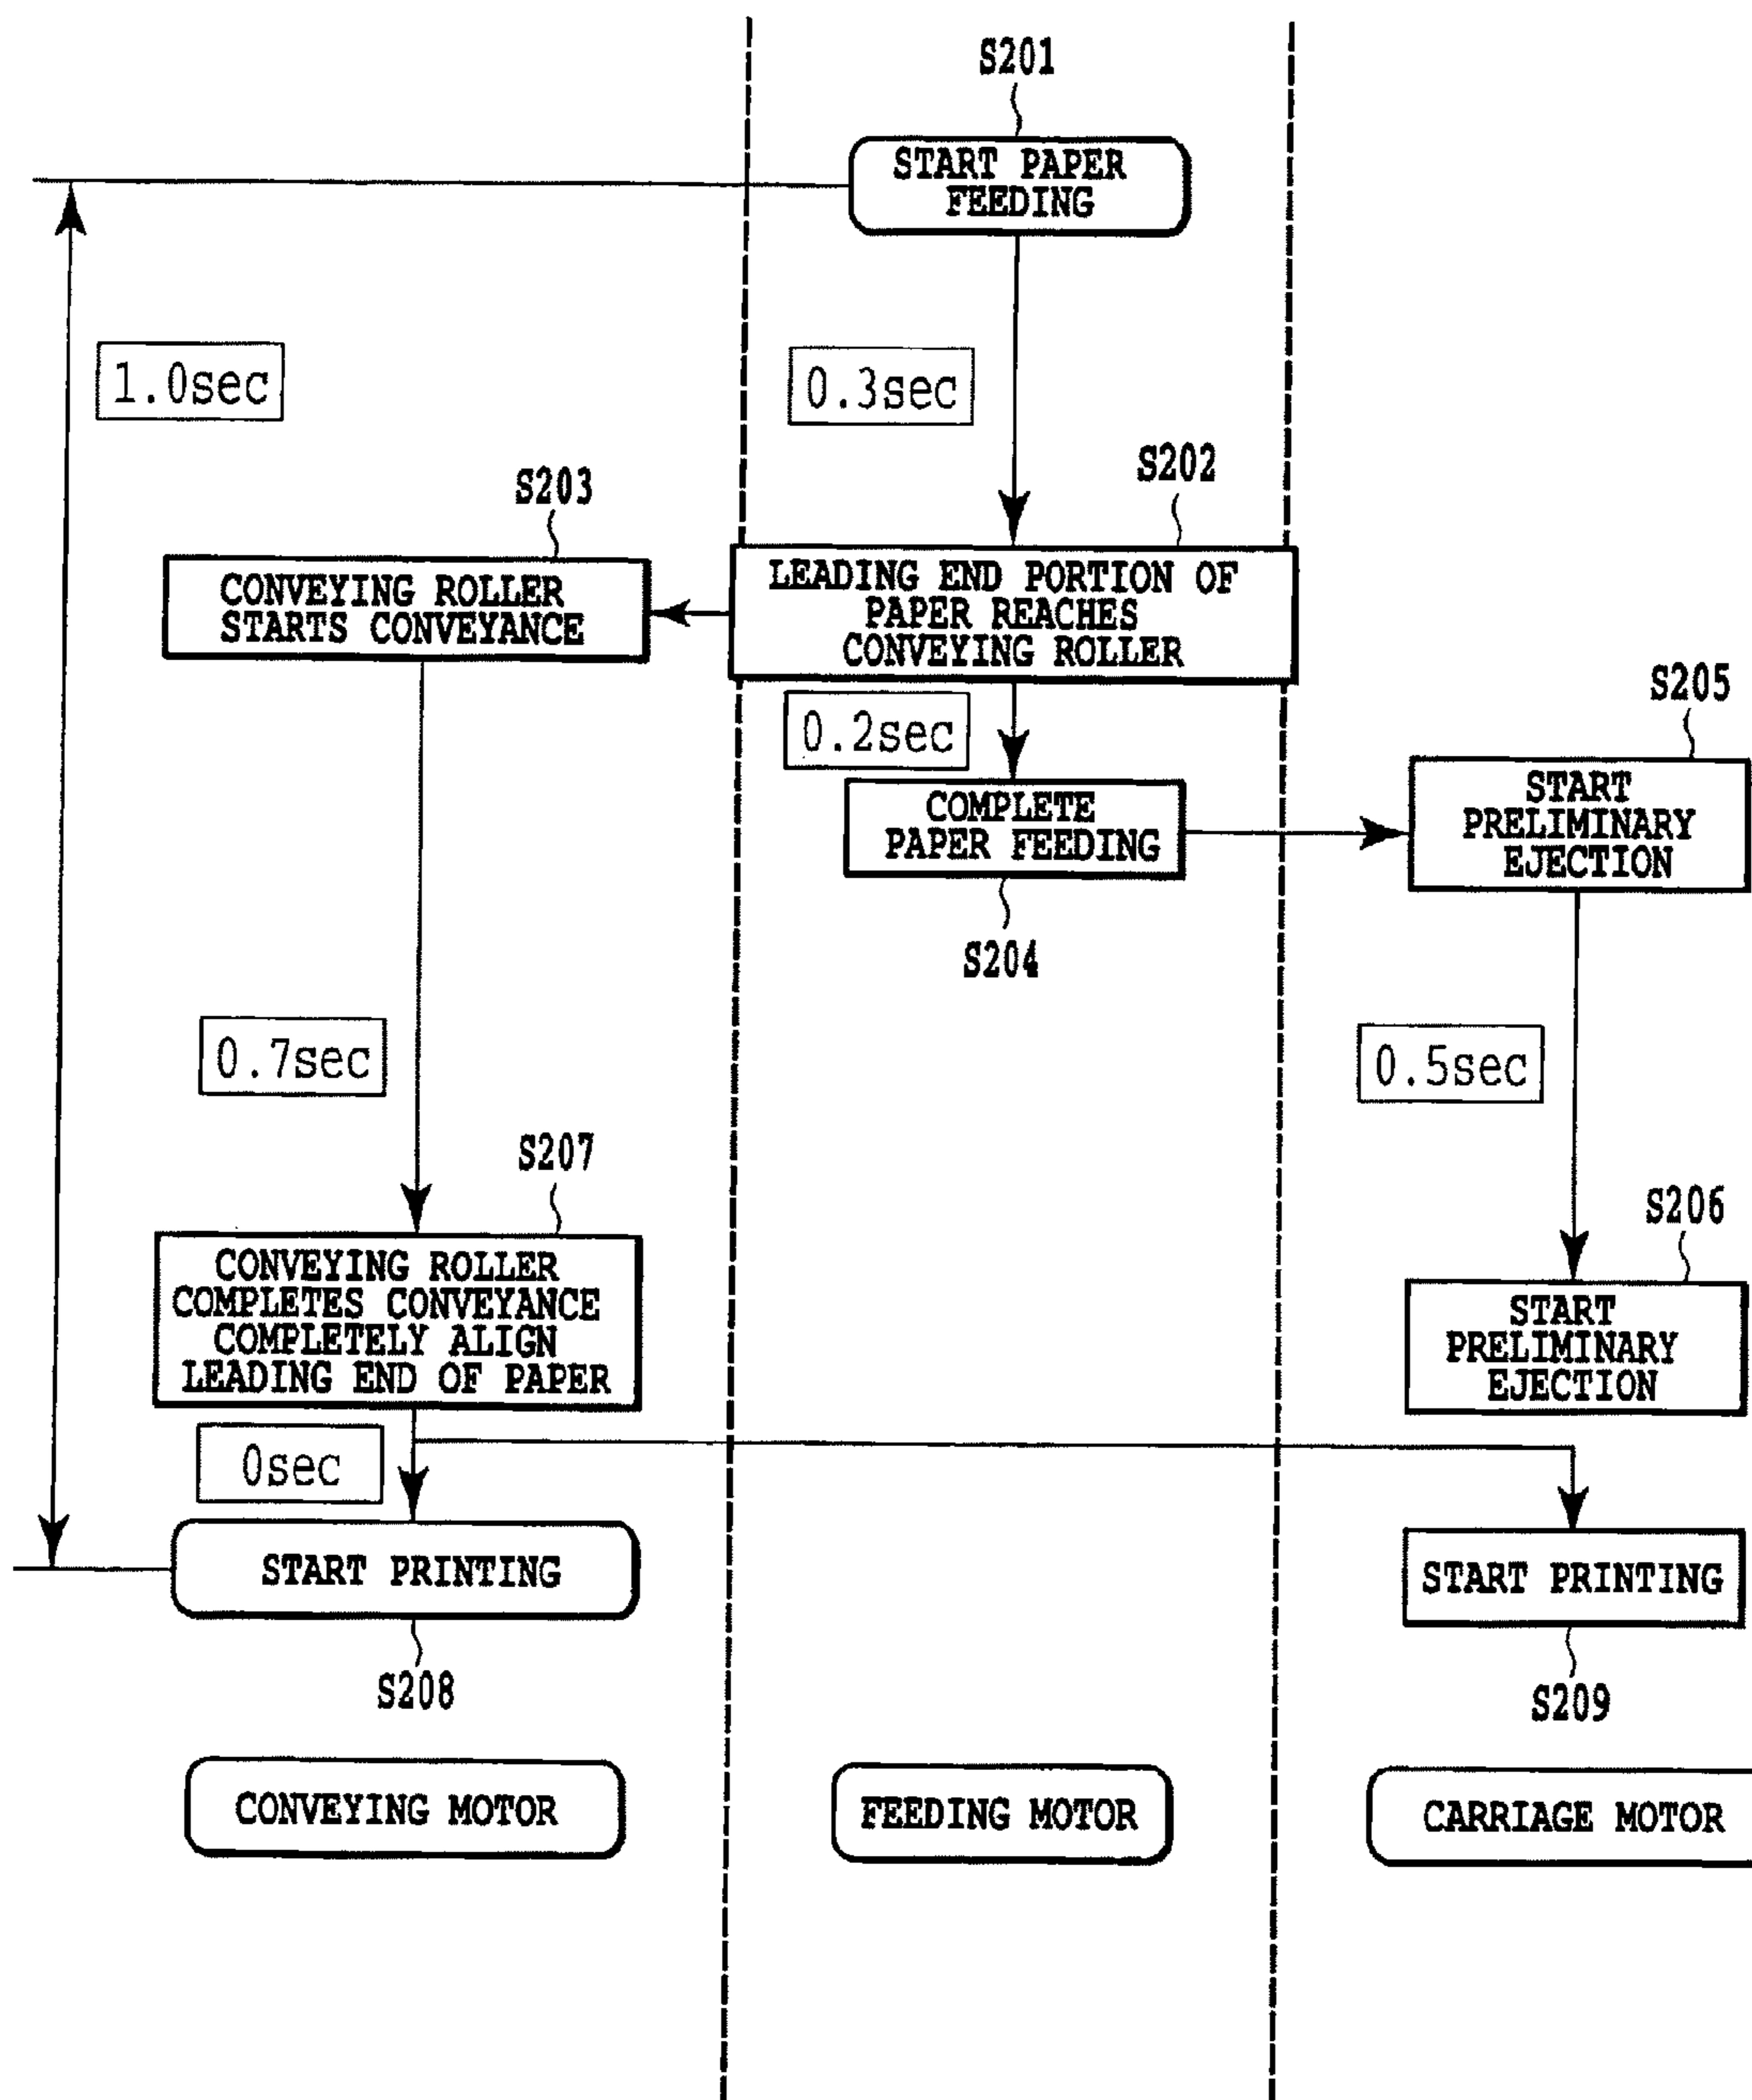 S201
START PAPER
FEEDING
1.0sec
0.3sec
S202
S203
CONVEYING ROLLER
STARTS CONVEYANCE
LEADING END PORTION OF
PAPER REACHES
CONVEYING ROLLER
0.2sec
S205
COMPLETE
PAPER FEEDING
START
PRELIMINARY
EJECTION
S204
0.7sec
0.5sec
S207
S206
CONVEYING ROLLER
COMPLETES CONVEYANCE
COMPLETELY ALIGN
LEADING END OF PAPER
START
PRELIMINARY
EJECTION
0sec
START PRINTING
START PRINTING
S208
S209
CONVEYING MOTOR
FEEDING MOTOR
CARRIAGE MOTOR